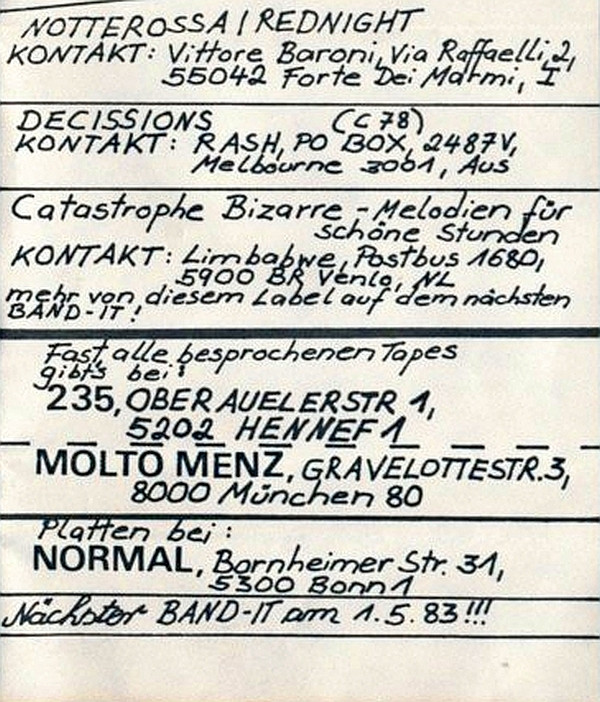 NOTTEROSSA / REDNIGHT
KONTAKT: Vittore Baroni, Via Raffaelli 2,
55042 Forte Dei Marmi, I
DECISSIONS (C 78)
KONTAKT: RASH, PO BOX, 2487V,
Melbourne 3001, Aus
Catastrophe Bizarre - Melodien für
schöne Stunden
KONTAKT: Limbabwe, Postbus 1680,
5900 BR Venlo, NL
mehr von diesem Label auf dem nächsten
BAND-IT!
Fast alle besprochenen Tapes
gibt's bei:
235, OBERAUELERSTR 1,
5202 HENNEF 1
MOLTO MENZ, GRAVELOTTESTR. 3,
8000 München 80
Platten bei:
NORMAL, Bornheimer Str. 31,
5300 Bonn 1
Nächster BAND-IT am 1.5.83!!!